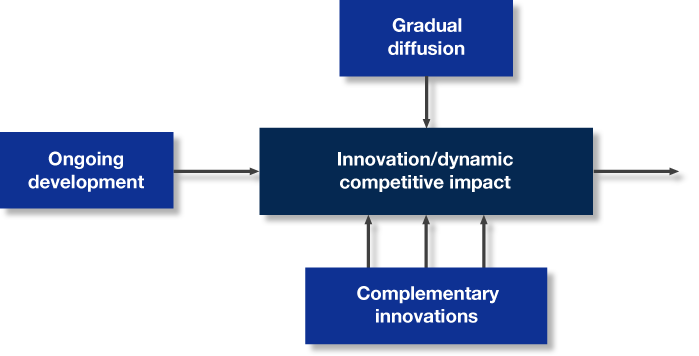 Gradual
diffusion
Ongoing
development
Innovation/dynamic
competitive impact
Complementary
innovations